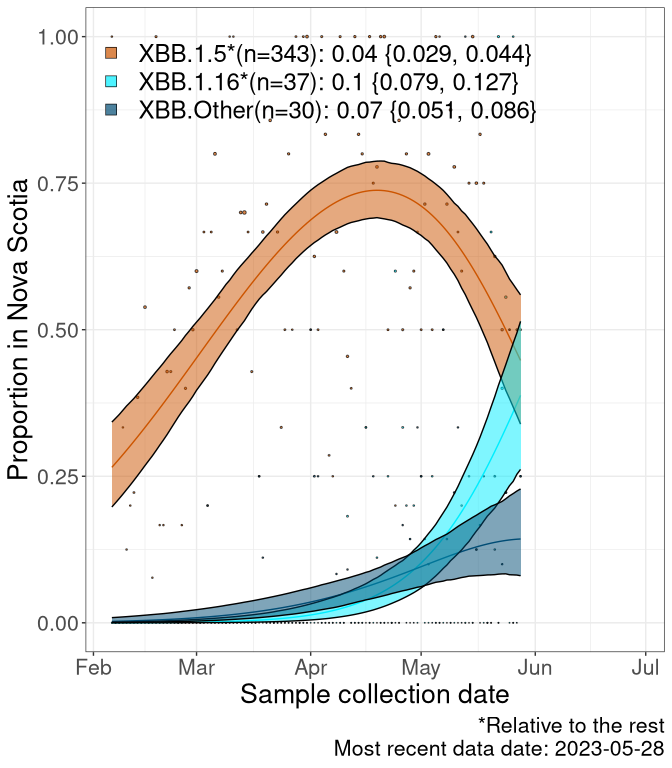 XBB.1.5*(n=343): 0.04 {0.029, 0.044}
XBB.1.16*(n=37): 0.1 {0.079, 0.127}
XBB.Other(n=30): 0.07 {0.051, 0.086}
1.00
0.75
0.50
0.25
0.00
Proportion in Nova Scotia
Feb Mar Apr May Jun Jul
Sample collection date
*Relative to the rest
Most recent data date: 2023-05-28